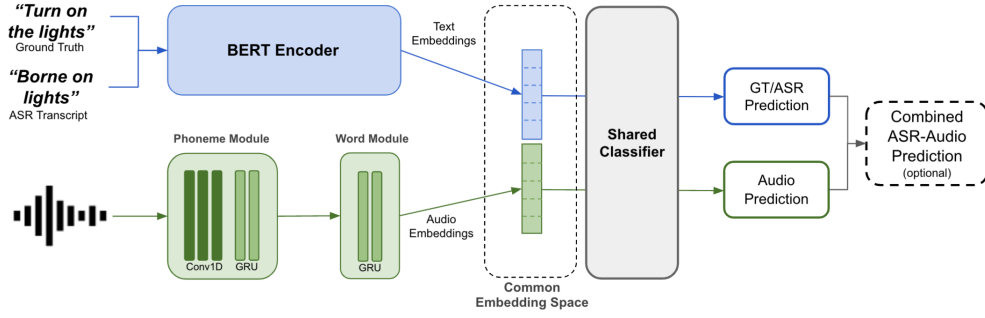 “Turn on
the lights”
Ground Truth
“Borne on
lights”
ASR Transcript
BERT Encoder
Text
Embeddings
Phoneme Module
Conv1D
GRU
Word Module
GRU
Audio
Embeddings
Common
Embedding Space
Shared
Classifier
GT/ASR
Prediction
Audio
Prediction
Combined
ASR-Audio
Prediction
(optional)